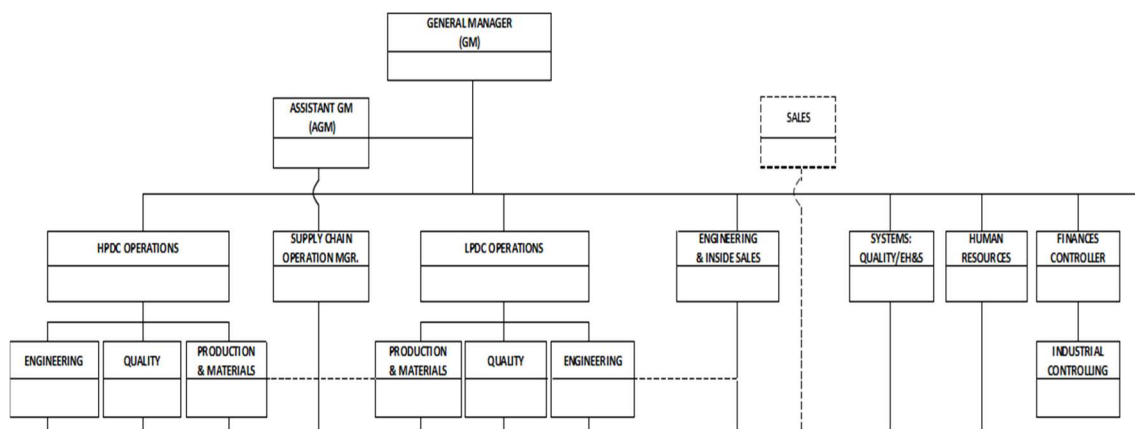 GENERAL MANAGER
(GM)
ASSISTANT GM
(AGM)
SALES
HPDC OPERATIONS
SUPPLY CHAIN
OPERATION MGR.
LPDC OPERATIONS
ENGINEERING
& INSIDE SALES
SYSTEMS:
QUALITY/EH&S
HUMAN
RESOURCES
FINANCES
CONTROLLER
ENGINEERING
QUALITY
PRODUCTION
& MATERIALS
PRODUCTION
& MATERIALS
QUALITY
ENGINEERING
INDUSTRIAL
CONTROLLING